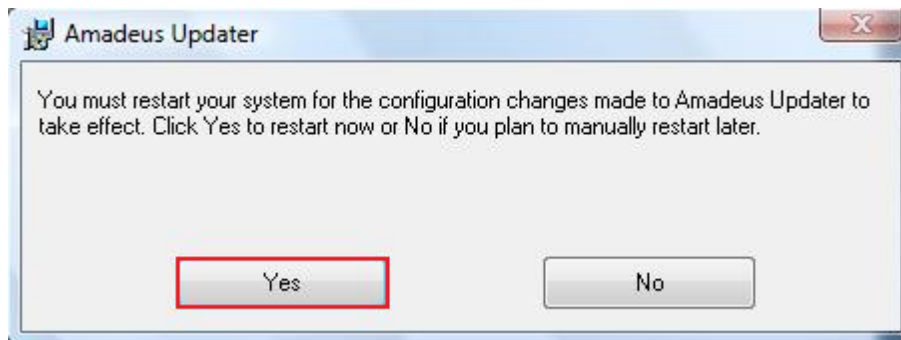 Amadeus Updater
You must restart your system for the configuration changes made to Amadeus Updater to
take effect. Click Yes to restart now or No if you plan to manually restart later.
Yes
No